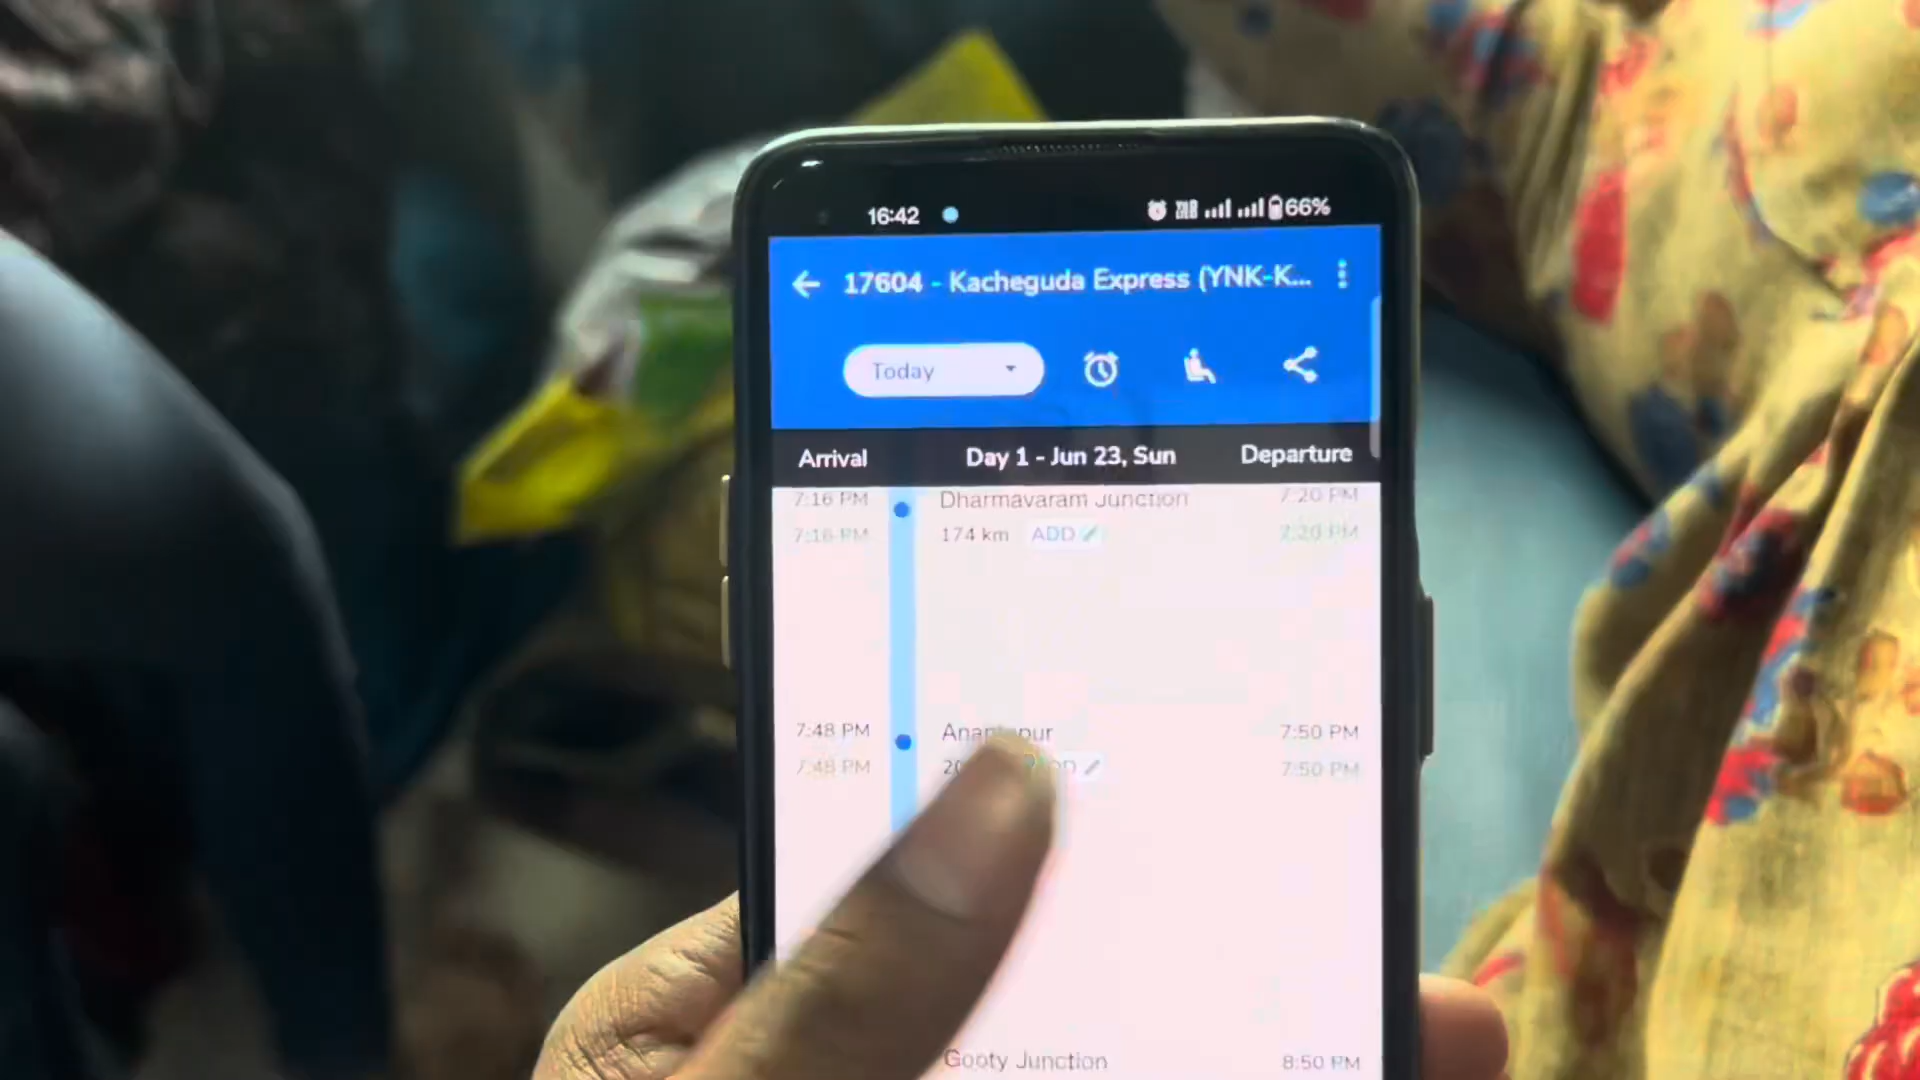 16:42 66%
17604 - Kacheguda Express (YNK-K...
Today
Arrival Day 1 - Jun 23, Sun Departure
7:16 PM Dharmavaram Junction 7:20 PM
7:16 PM 174 km ADD 7:20 PM
7:48 PM Anantapur 7:50 PM
7:48 PM 7:50 PM
Gooty Junction 8:50 PM